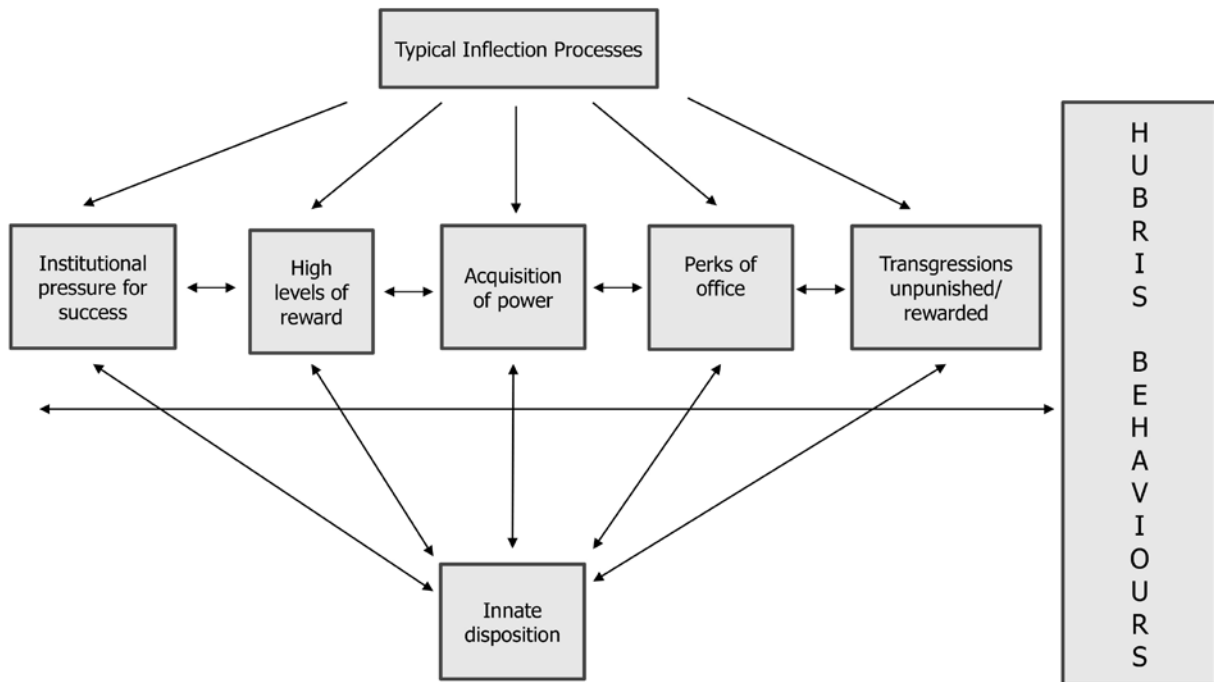 Typical Inflection Processes
Institutional
pressure for
success
High
levels of
reward
Acquisition
of power
Perks of
office
Transgressions
unpunished/
rewarded
Innate
disposition
H
U
B
R
I
S
B
E
H
A
V
I
O
U
R
S